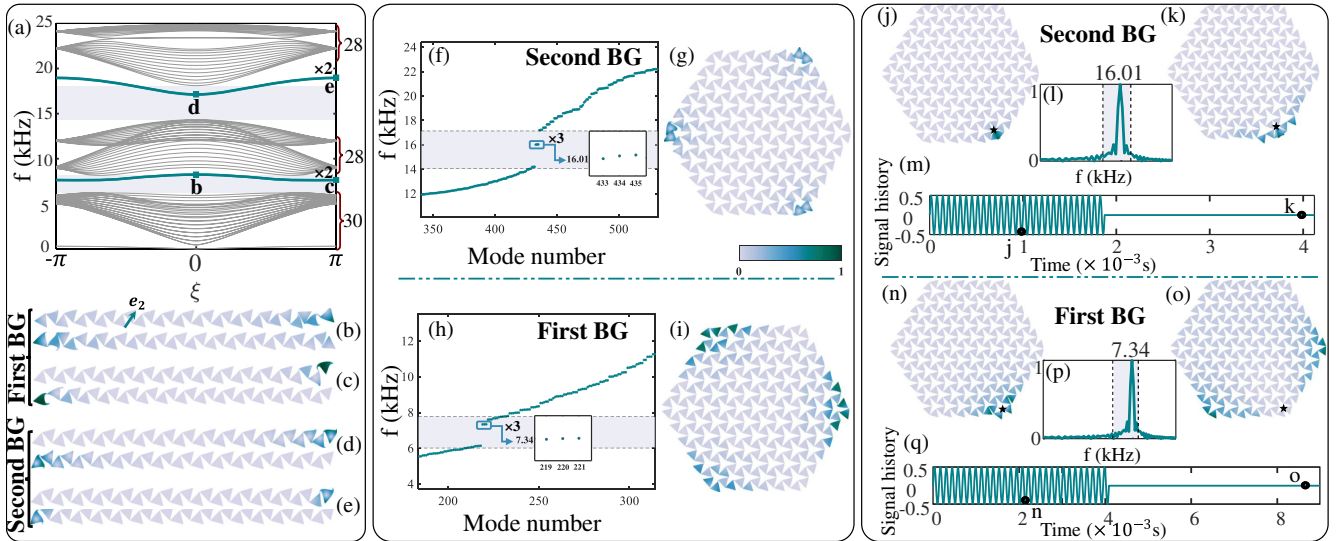 (a)
25
20
15
10
5
0
f (kHz)
-π
0
π
ξ
28
×2
e
d
28
×2
b
c
30
e₂
First BG
(b)
(c)
Second BG
(d)
(e)
(f)
Second BG
(g)
22
20
18
16
14
12
f (kHz)
×3
16.01
433 434 435
350 400 450 500
Mode number
0 1
(h)
First BG
(i)
12
10
8
6
4
f (kHz)
×3
7.34
219 220 221
200 250 300
Mode number
(j)
Second BG
(k)
16.01
(l)
1
0
f (kHz)
(m)
Signal history
0.5
0
-0.5
k
j
0 1 2 3 4
Time (× 10⁻³s)
(n)
First BG
(o)
7.34
(p)
1
0
f (kHz)
(q)
Signal history
0.5
0
-0.5
o
n
0 2 4 6 8
Time (× 10⁻³s)